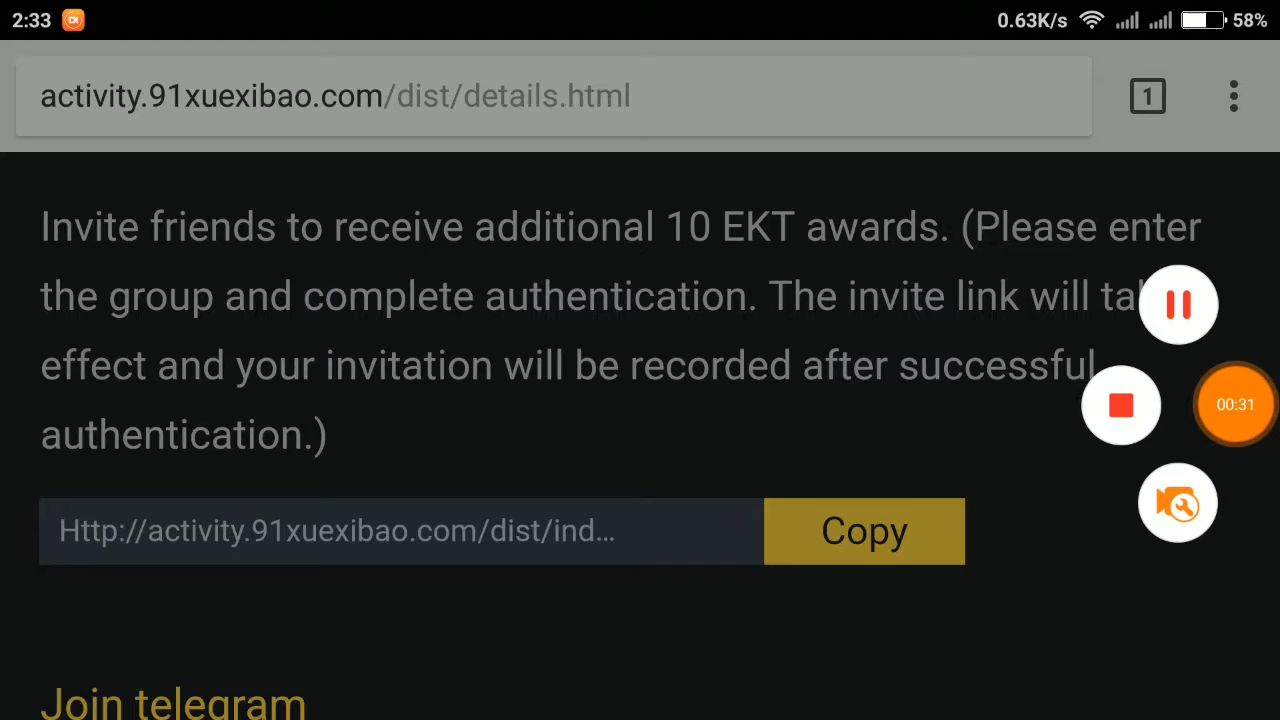 2:33
0.63K/s 58%
activity.91xuexibao.com/dist/details.html
1
Invite friends to receive additional 10 EKT awards. (Please enter
the group and complete authentication. The invite link will
effect and your invitation will be recorded after successful
authentication.)
00:31
Http://activity.91xuexibao.com/dist/ind...
Copy
Join telegram